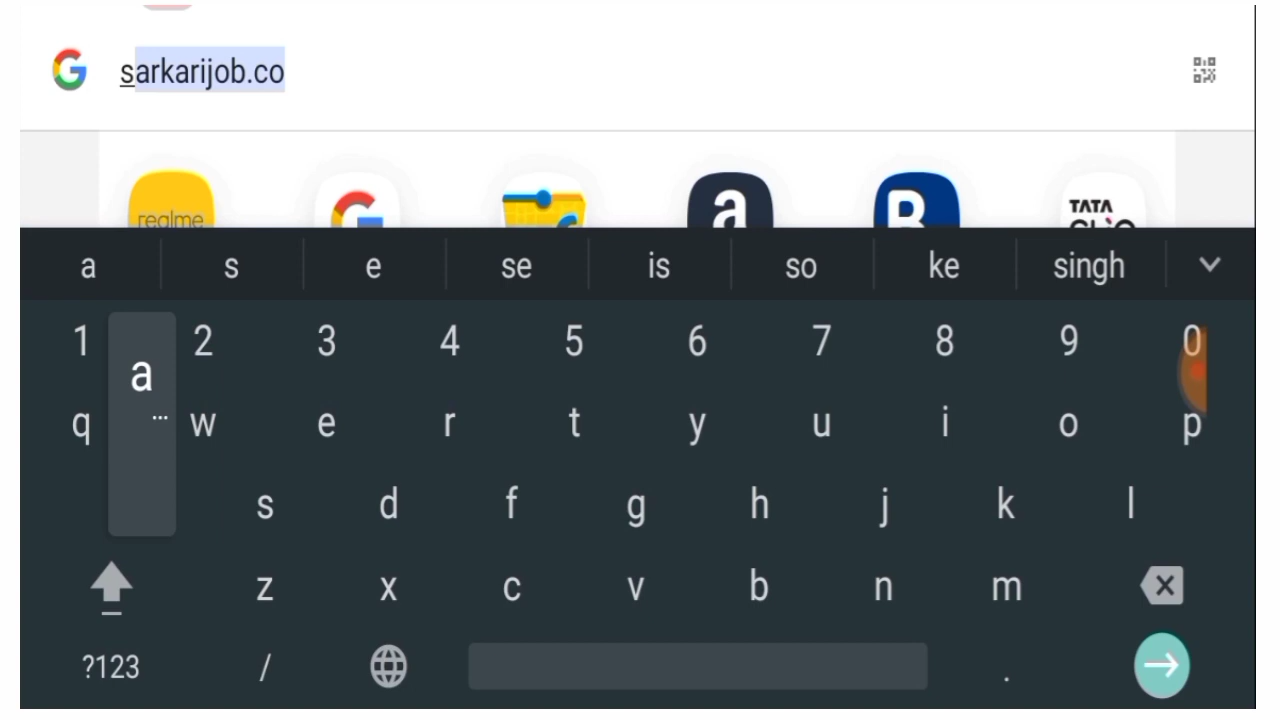 sarkarijob.co
realme
TATA
a s e se is so ke singh
1 2 3 4 5 6 7 8 9 0
a
q w e r t y u i o p
s d f g h j k l
z x c v b n m
?123 / .